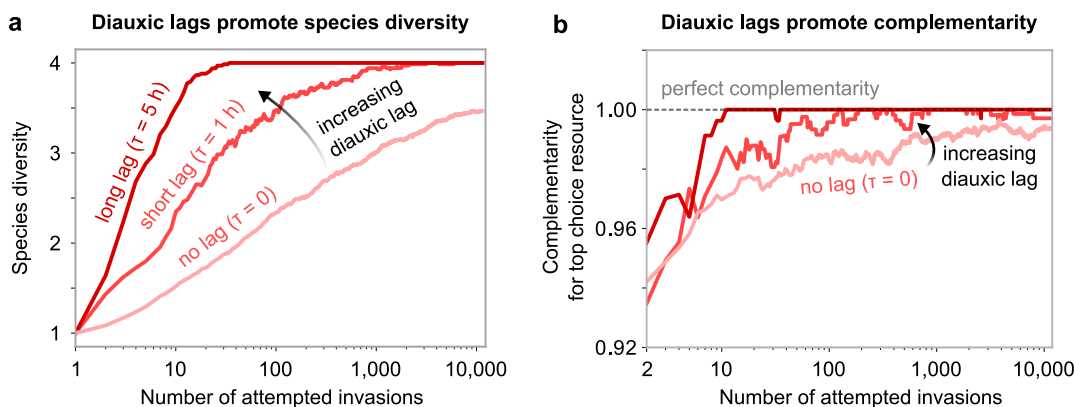 a
Diauxic lags promote species diversity
Species diversity
4
3
2
1
long lag (τ = 5 h)
short lag (τ = 1 h)
no lag (τ = 0)
increasing
diauxic lag
1
10
100
1,000
10,000
Number of attempted invasions
b
Diauxic lags promote complementarity
Complementarity
for top choice resource
1.00
0.96
0.92
perfect complementarity
no lag (τ = 0)
increasing
diauxic lag
2
10
100
1,000
10,000
Number of attempted invasions